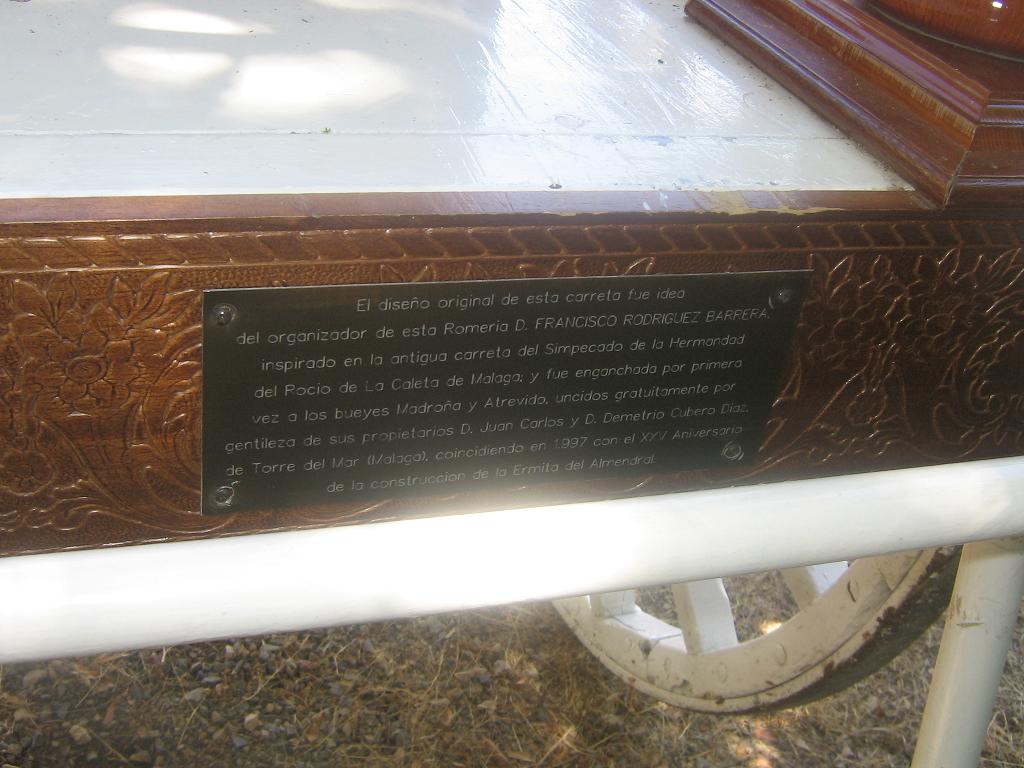 El diseño original de esta carreta fue idea
del organizador de esta Romeria D. FRANCISCO RODRIGUEZ BARRERA,
inspirado en la antigua carreta del Simpecado de la Hermandad
del Rocio de La Caleta de Malaga; y fue enganchada por primera
vez a los bueyes Madroña y Atrevido, uncidos gratuitamente por
gentileza de sus propietarios D. Juan Carlos y D. Demetrio Cubero Diaz,
de Torre del Mar (Malaga), coincidiendo en 1.997 con el XXV Aniversario
de la construccion de la Ermita del Almendral.